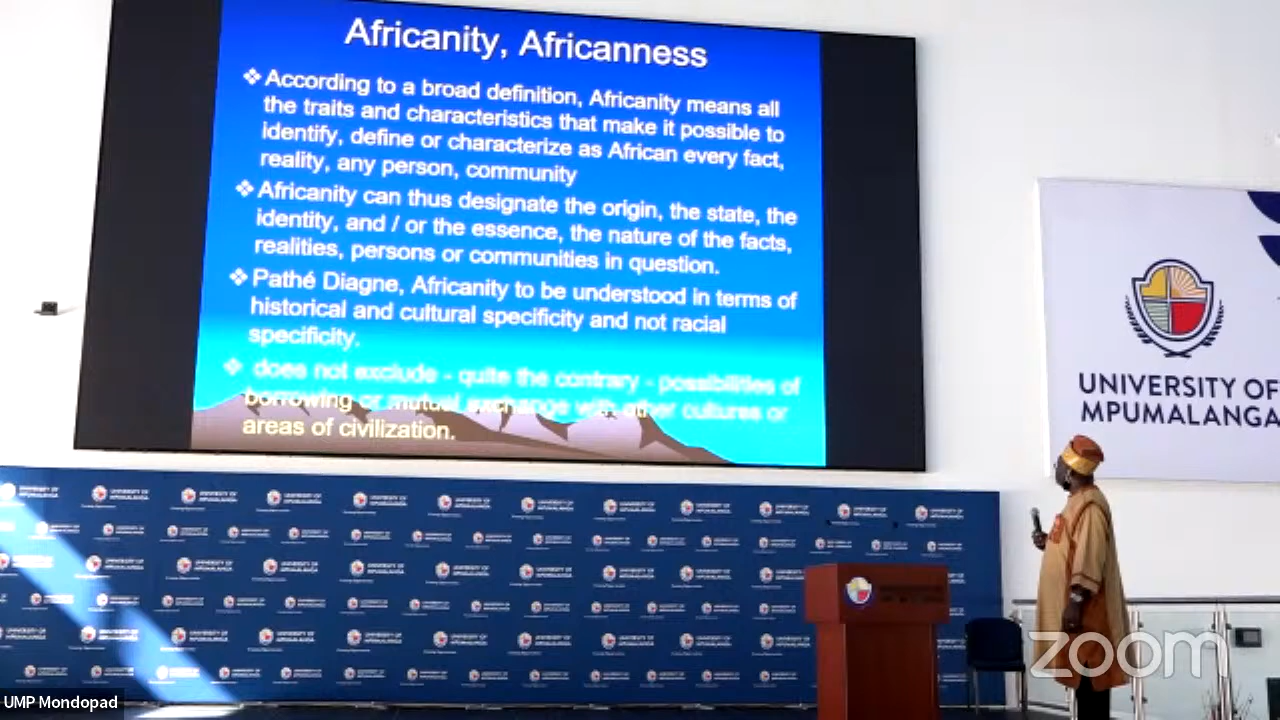 Africanity, Africanness
❖According to a broad definition, Africanity means all
the traits and characteristics that make it possible to
identify, define or characterize as African every fact,
reality, any person, community
❖Africanity can thus designate the origin, the state, the
identity, and / or the essence, the nature of the facts,
realities, persons or communities in question.
❖Pathé Diagne, Africanity to be understood in terms of
historical and cultural specificity and not racial
specificity.
❖ does not exclude - quite the contrary - possibilities of
borrowing or mutual exchange with other cultures or
areas of civilization.
UNIVERSITY OF
MPUMALANGA
UNIVERSITY OF
MPUMALANGA
zoom
UMP Mondopad